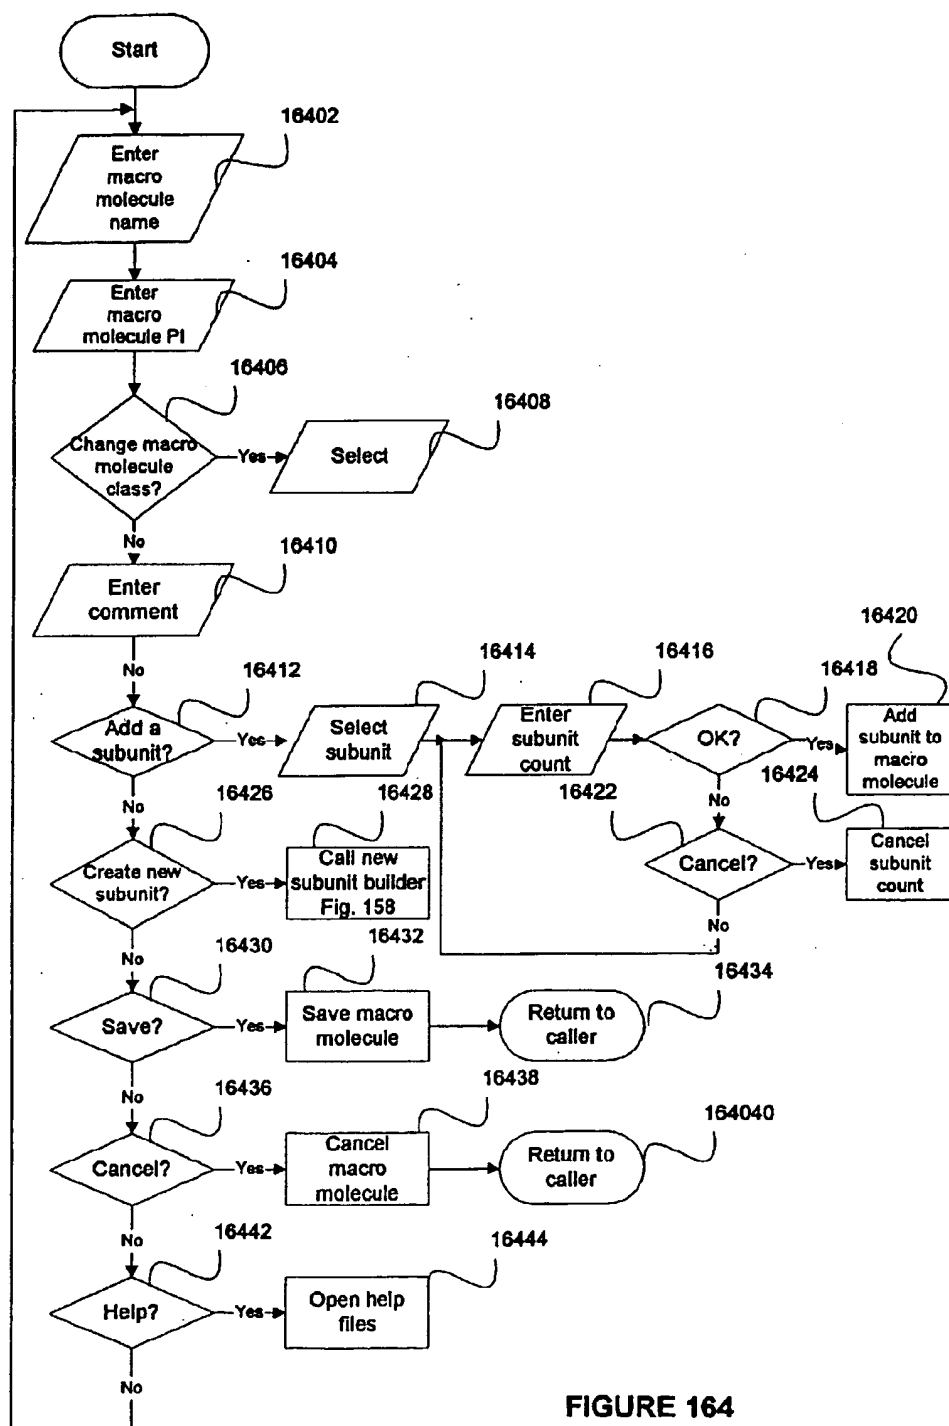 Start
16402
Enter
macro
molecule
name
16404
Enter
macro
molecule PI
16406
Change macro
molecule
class?
Yes
16408
Select
No
16410
Enter
comment
No
16412
Add a
subunit?
Yes
16414
Select
subunit
16416
Enter
subunit
count
16418
OK?
Yes
16420
Add
subunit to
macro
molecule
No
16422
Cancel?
Yes
16424
Cancel
subunit
count
No
No
16426
Create new
subunit?
Yes
16428
Call new
subunit builder
Fig. 158
No
16430
Save?
Yes
16432
Save macro
molecule
16434
Return to
caller
No
16436
Cancel?
Yes
16438
Cancel
macro
molecule
164040
Return to
caller
No
16442
Help?
Yes
16444
Open help
files
No
FIGURE 164